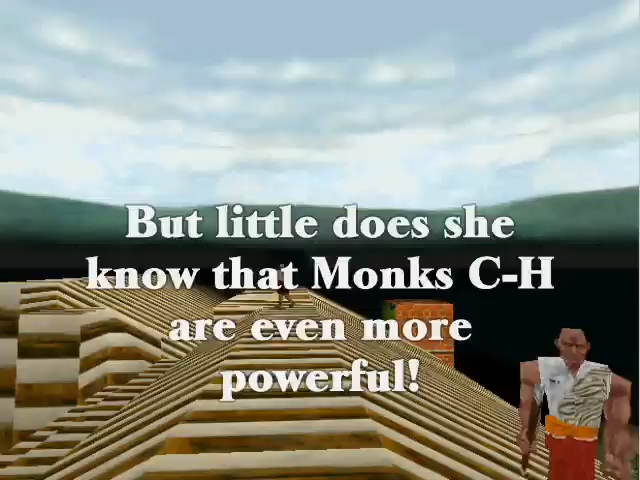 But little does she
know that Monks C-H
are even more
powerful!